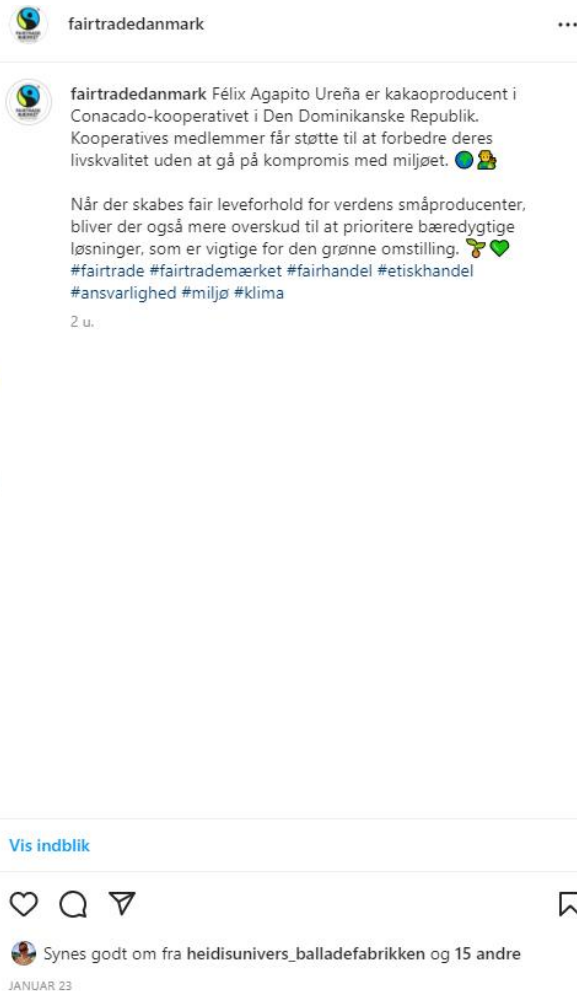 fairtradedanmark
fairtradedanmark Félix Agapito Ureña er kakaoproducent i
Conacado-kooperativet i Den Dominikanske Republik.
Kooperatives medlemmer får støtte til at forbedre deres
livskvalitet uden at gå på kompromis med miljøet. 🌍👩‍🌾
Når der skabes fair leveforhold for verdens småproducenter,
bliver der også mere overskud til at prioritere bæredygtige
løsninger, som er vigtige for den grønne omstilling. 🌱💚
#fairtrade #fairtrademærket #fairhandel #etiskhandel
#ansvarlighed #miljø #klima
2 u.
Vis indblik
Synes godt om fra heidisunivers_balladefabrikken og 15 andre
JANUAR 23